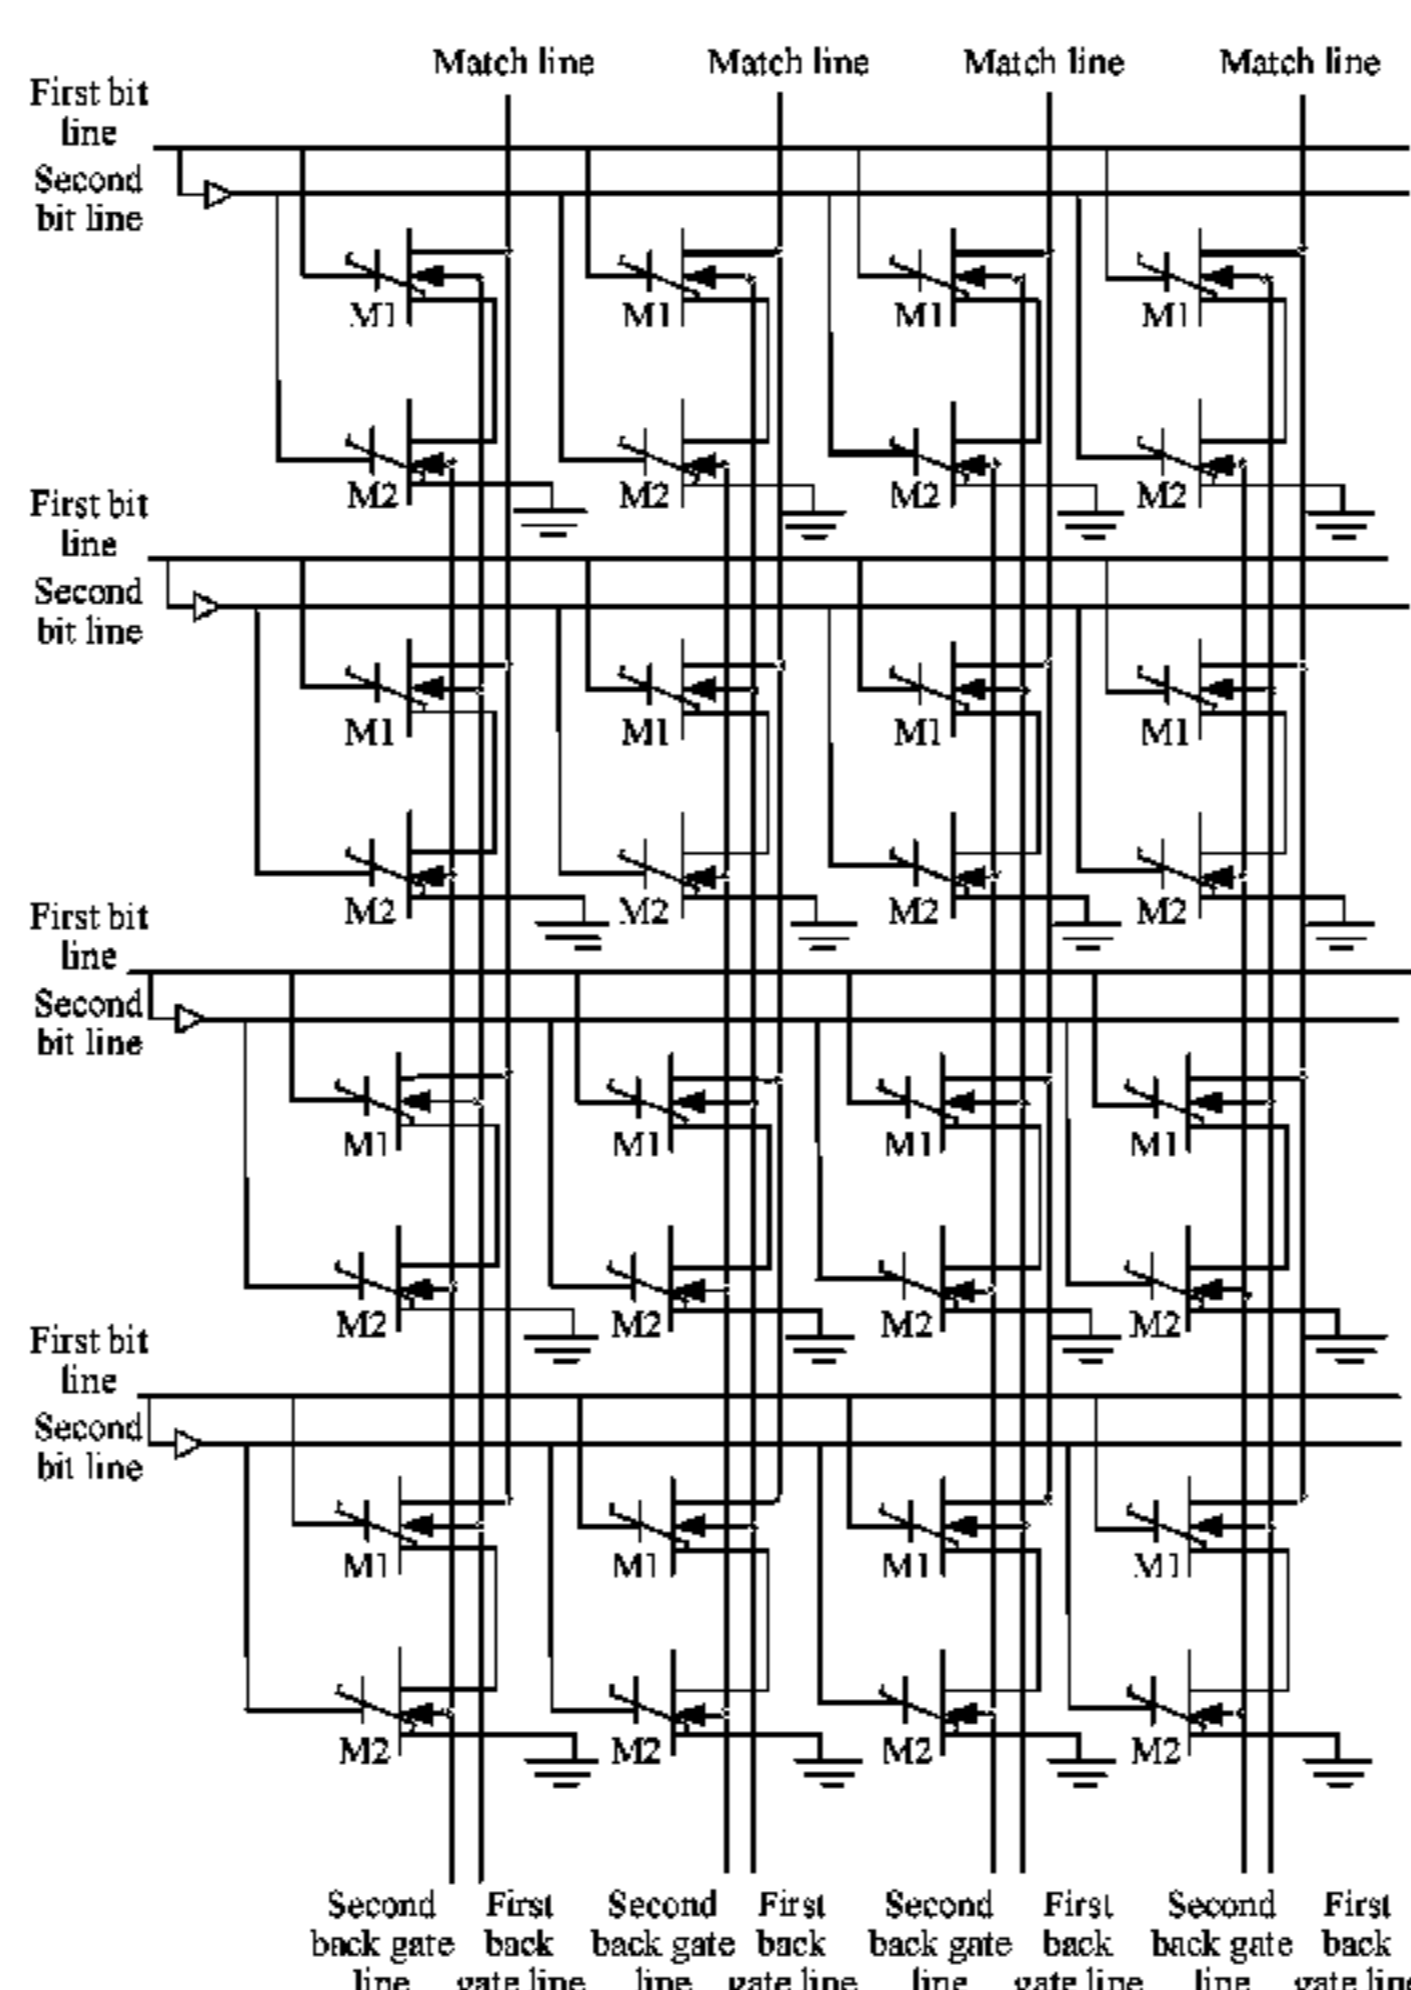 Match line Match line Match line Match line
First bit
line
Second
bit line
M1 M1 M1 M1
M2 M2 M2 M2
First bit
line
Second
bit line
M1 M1 M1 M1
M2 M2 M2 M2
First bit
line
Second
bit line
M1 M1 M1 M1
M2 M2 M2 M2
First bit
line
Second
bit line
M1 M1 M1 M1
M2 M2 M2 M2
Second First Second First Second First Second First
back gate back back gate back back gate back back gate back
line gate line line gate line line gate line line gate line